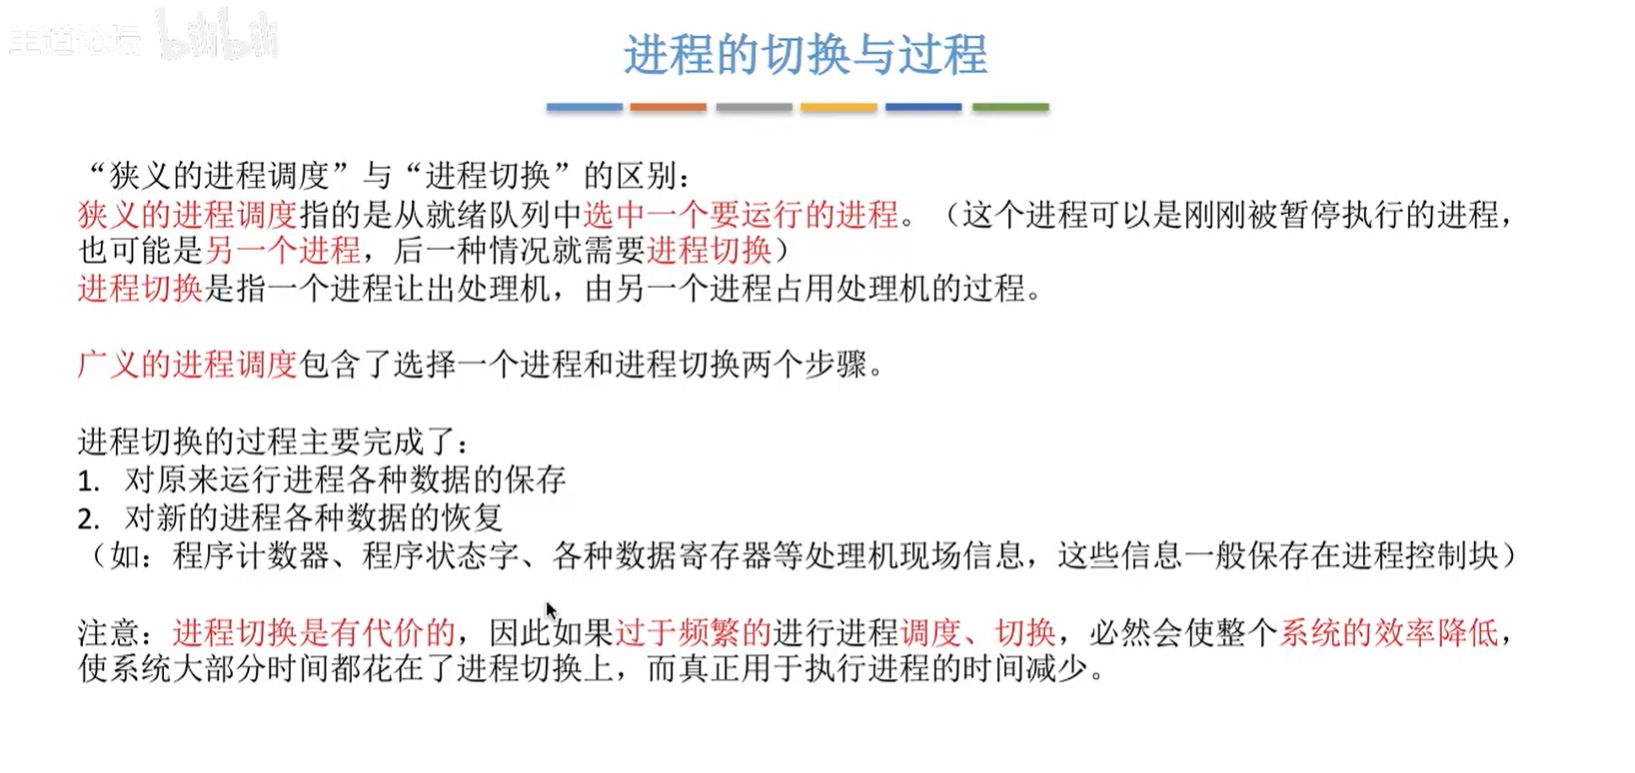 王道论坛 bilibili
进程的切换与过程
“狭义的进程调度”与“进程切换”的区别：
狭义的进程调度指的是从就绪队列中选中一个要运行的进程。（这个进程可以是刚刚被暂停执行的进程，
也可能是另一个进程，后一种情况就需要进程切换）
进程切换是指一个进程让出处理机，由另一个进程占用处理机的过程。
广义的进程调度包含了选择一个进程和进程切换两个步骤。
进程切换的过程主要完成了：
1. 对原来运行进程各种数据的保存
2. 对新的进程各种数据的恢复
（如：程序计数器、程序状态字、各种数据寄存器等处理机现场信息，这些信息一般保存在进程控制块）
注意：进程切换是有代价的，因此如果过于频繁的进行进程调度、切换，必然会使整个系统的效率降低，
使系统大部分时间都花在了进程切换上，而真正用于执行进程的时间减少。